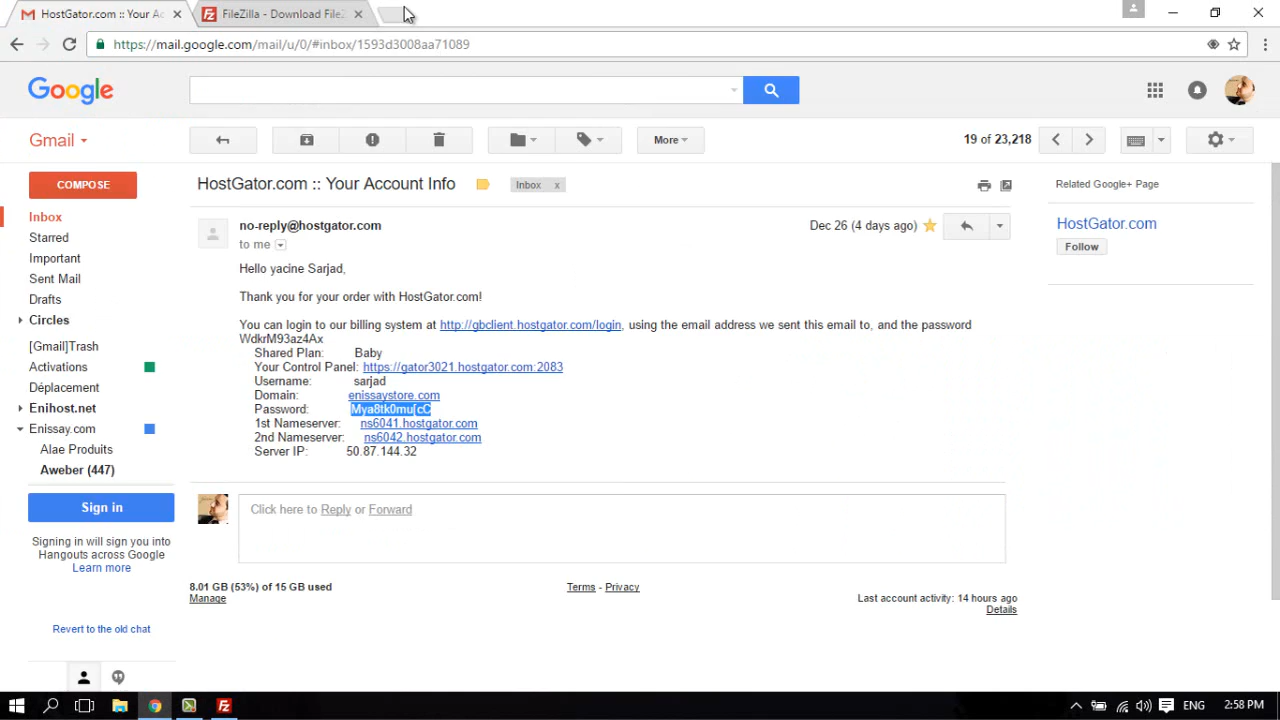 HostGator.com :: Your Ac
FileZilla - Download FileZ
https://mail.google.com/mail/u/0/#inbox/1593d3008aa71089
Google
Gmail
More
19 of 23,218
COMPOSE
HostGator.com :: Your Account Info
Inbox x
Related Google+ Page
Inbox
no-reply@hostgator.com
Dec 26 (4 days ago)
HostGator.com
Starred
to me
Follow
Important
Hello yacine Sarjad,
Sent Mail
Drafts
Thank you for your order with HostGator.com!
Circles
You can login to our billing system at http://gbclient.hostgator.com/login, using the email address we sent this email to, and the password
WdkrM93az4Ax
[Gmail]Trash
Shared Plan: Baby
Activations
Your Control Panel: https://gator3021.hostgator.com:2083
Déplacement
Username: sarjad
Domain: enissaystore.com
Enihost.net
Password: Mya8tk0mu[cC
1st Nameserver: ns6041.hostgator.com
Enissay.com
2nd Nameserver: ns6042.hostgator.com
Alae Produits
Server IP: 50.87.144.32
Aweber (447)
Sign in
Click here to Reply or Forward
Signing in will sign you into
Hangouts across Google
Learn more
8.01 GB (53%) of 15 GB used
Manage
Terms - Privacy
Last account activity: 14 hours ago
Details
Revert to the old chat
ENG
2:58 PM